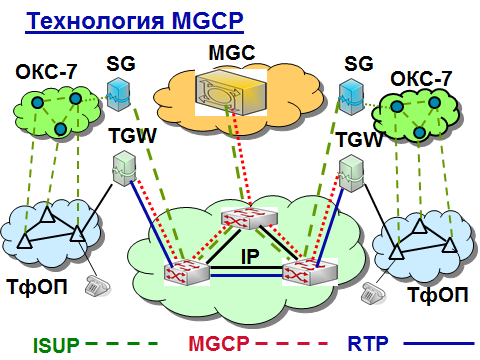 Технология MGCP
ОКС-7
SG
MGC
SG
ОКС-7
TGW
TGW
IP
ТфОП
ТфОП
ISUP
MGCP
RTP